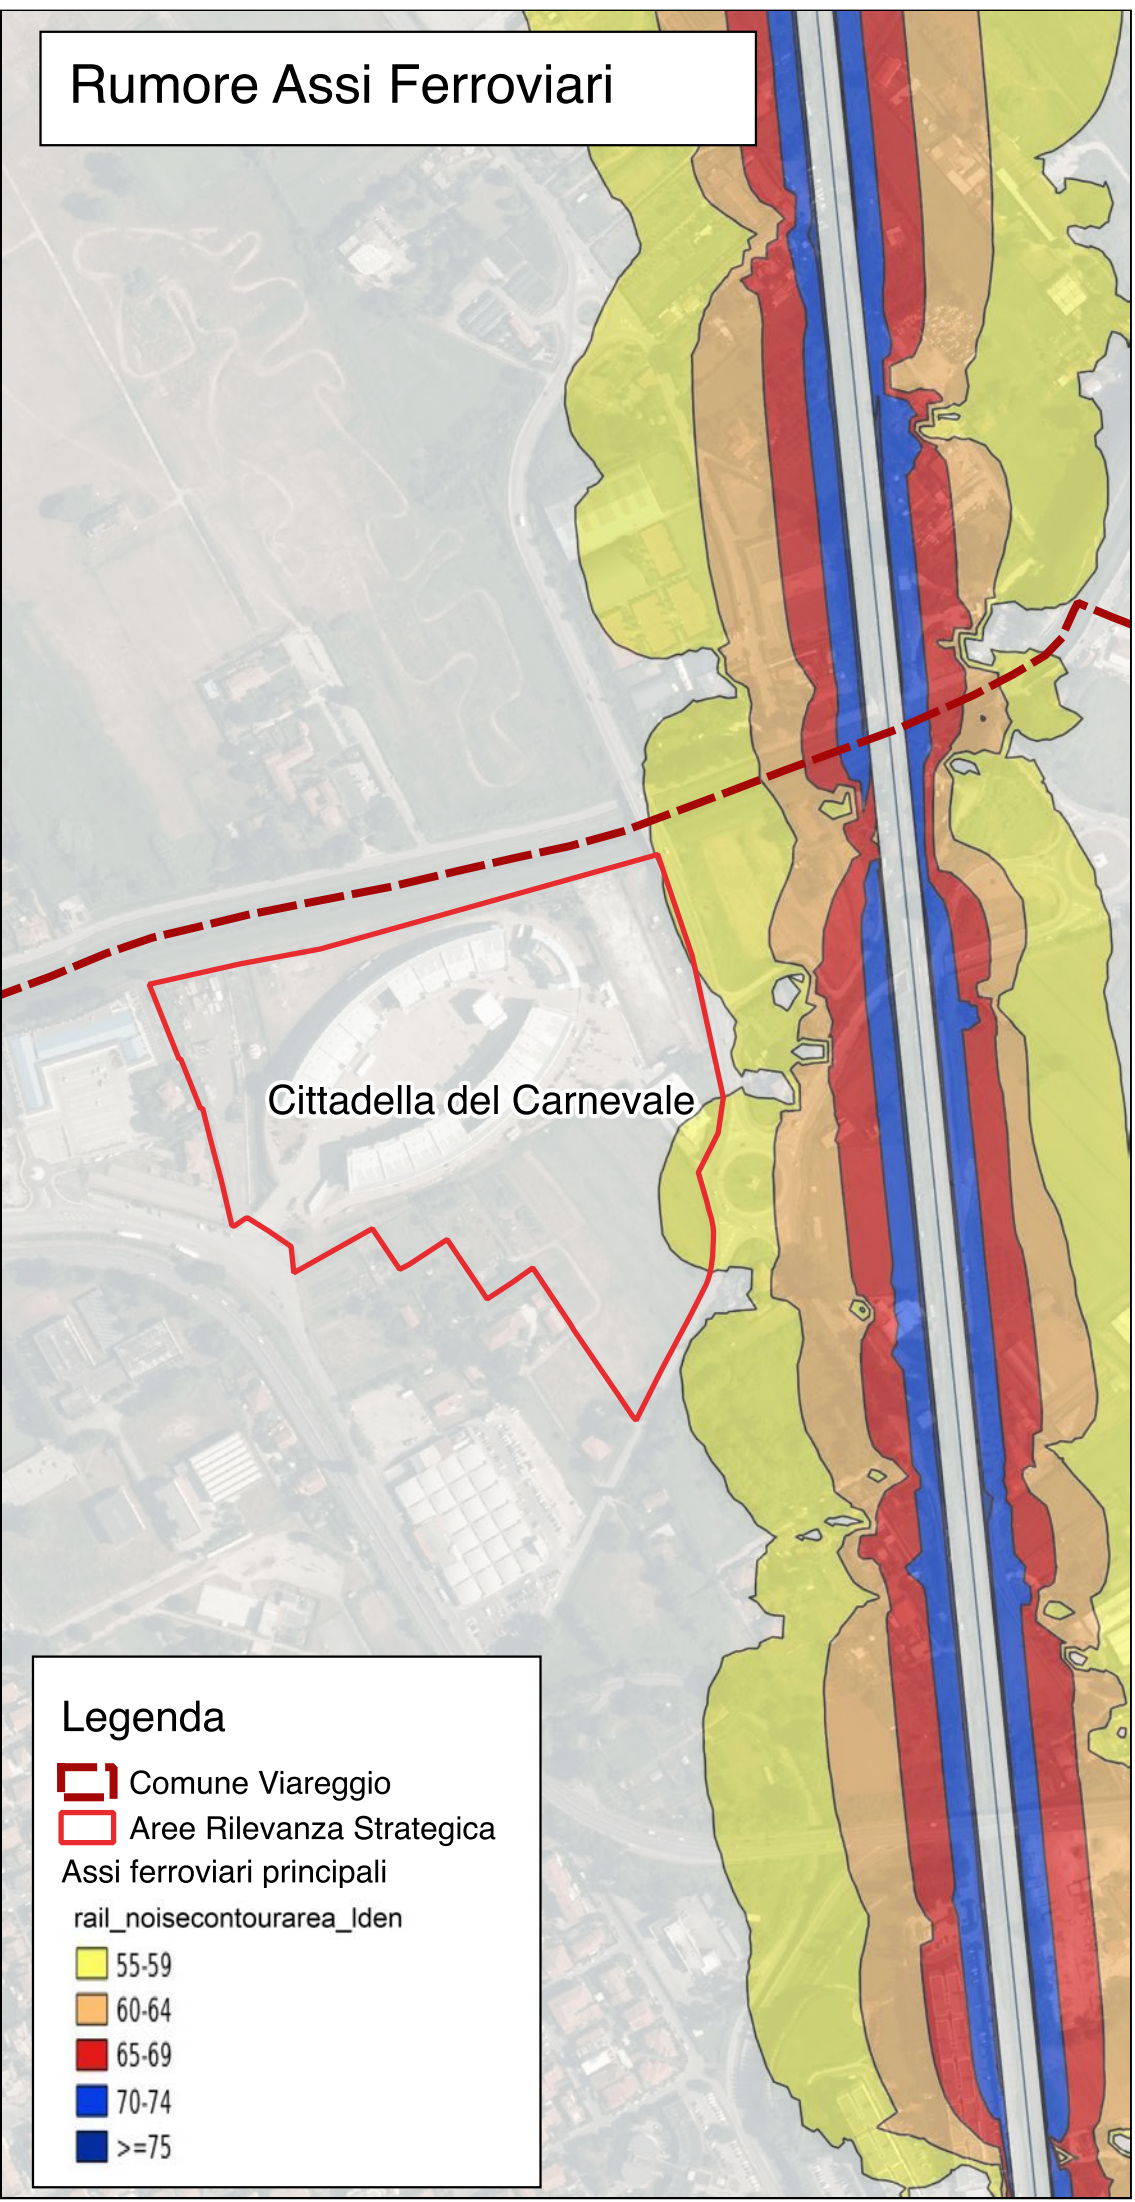 Rumore Assi Ferroviari
Cittadella del Carnevale
Legenda
Comune Viareggio
Aree Rilevanza Strategica
Assi ferroviari principali
rail_noisecontourarea_lden
55-59
60-64
65-69
70-74
>=75